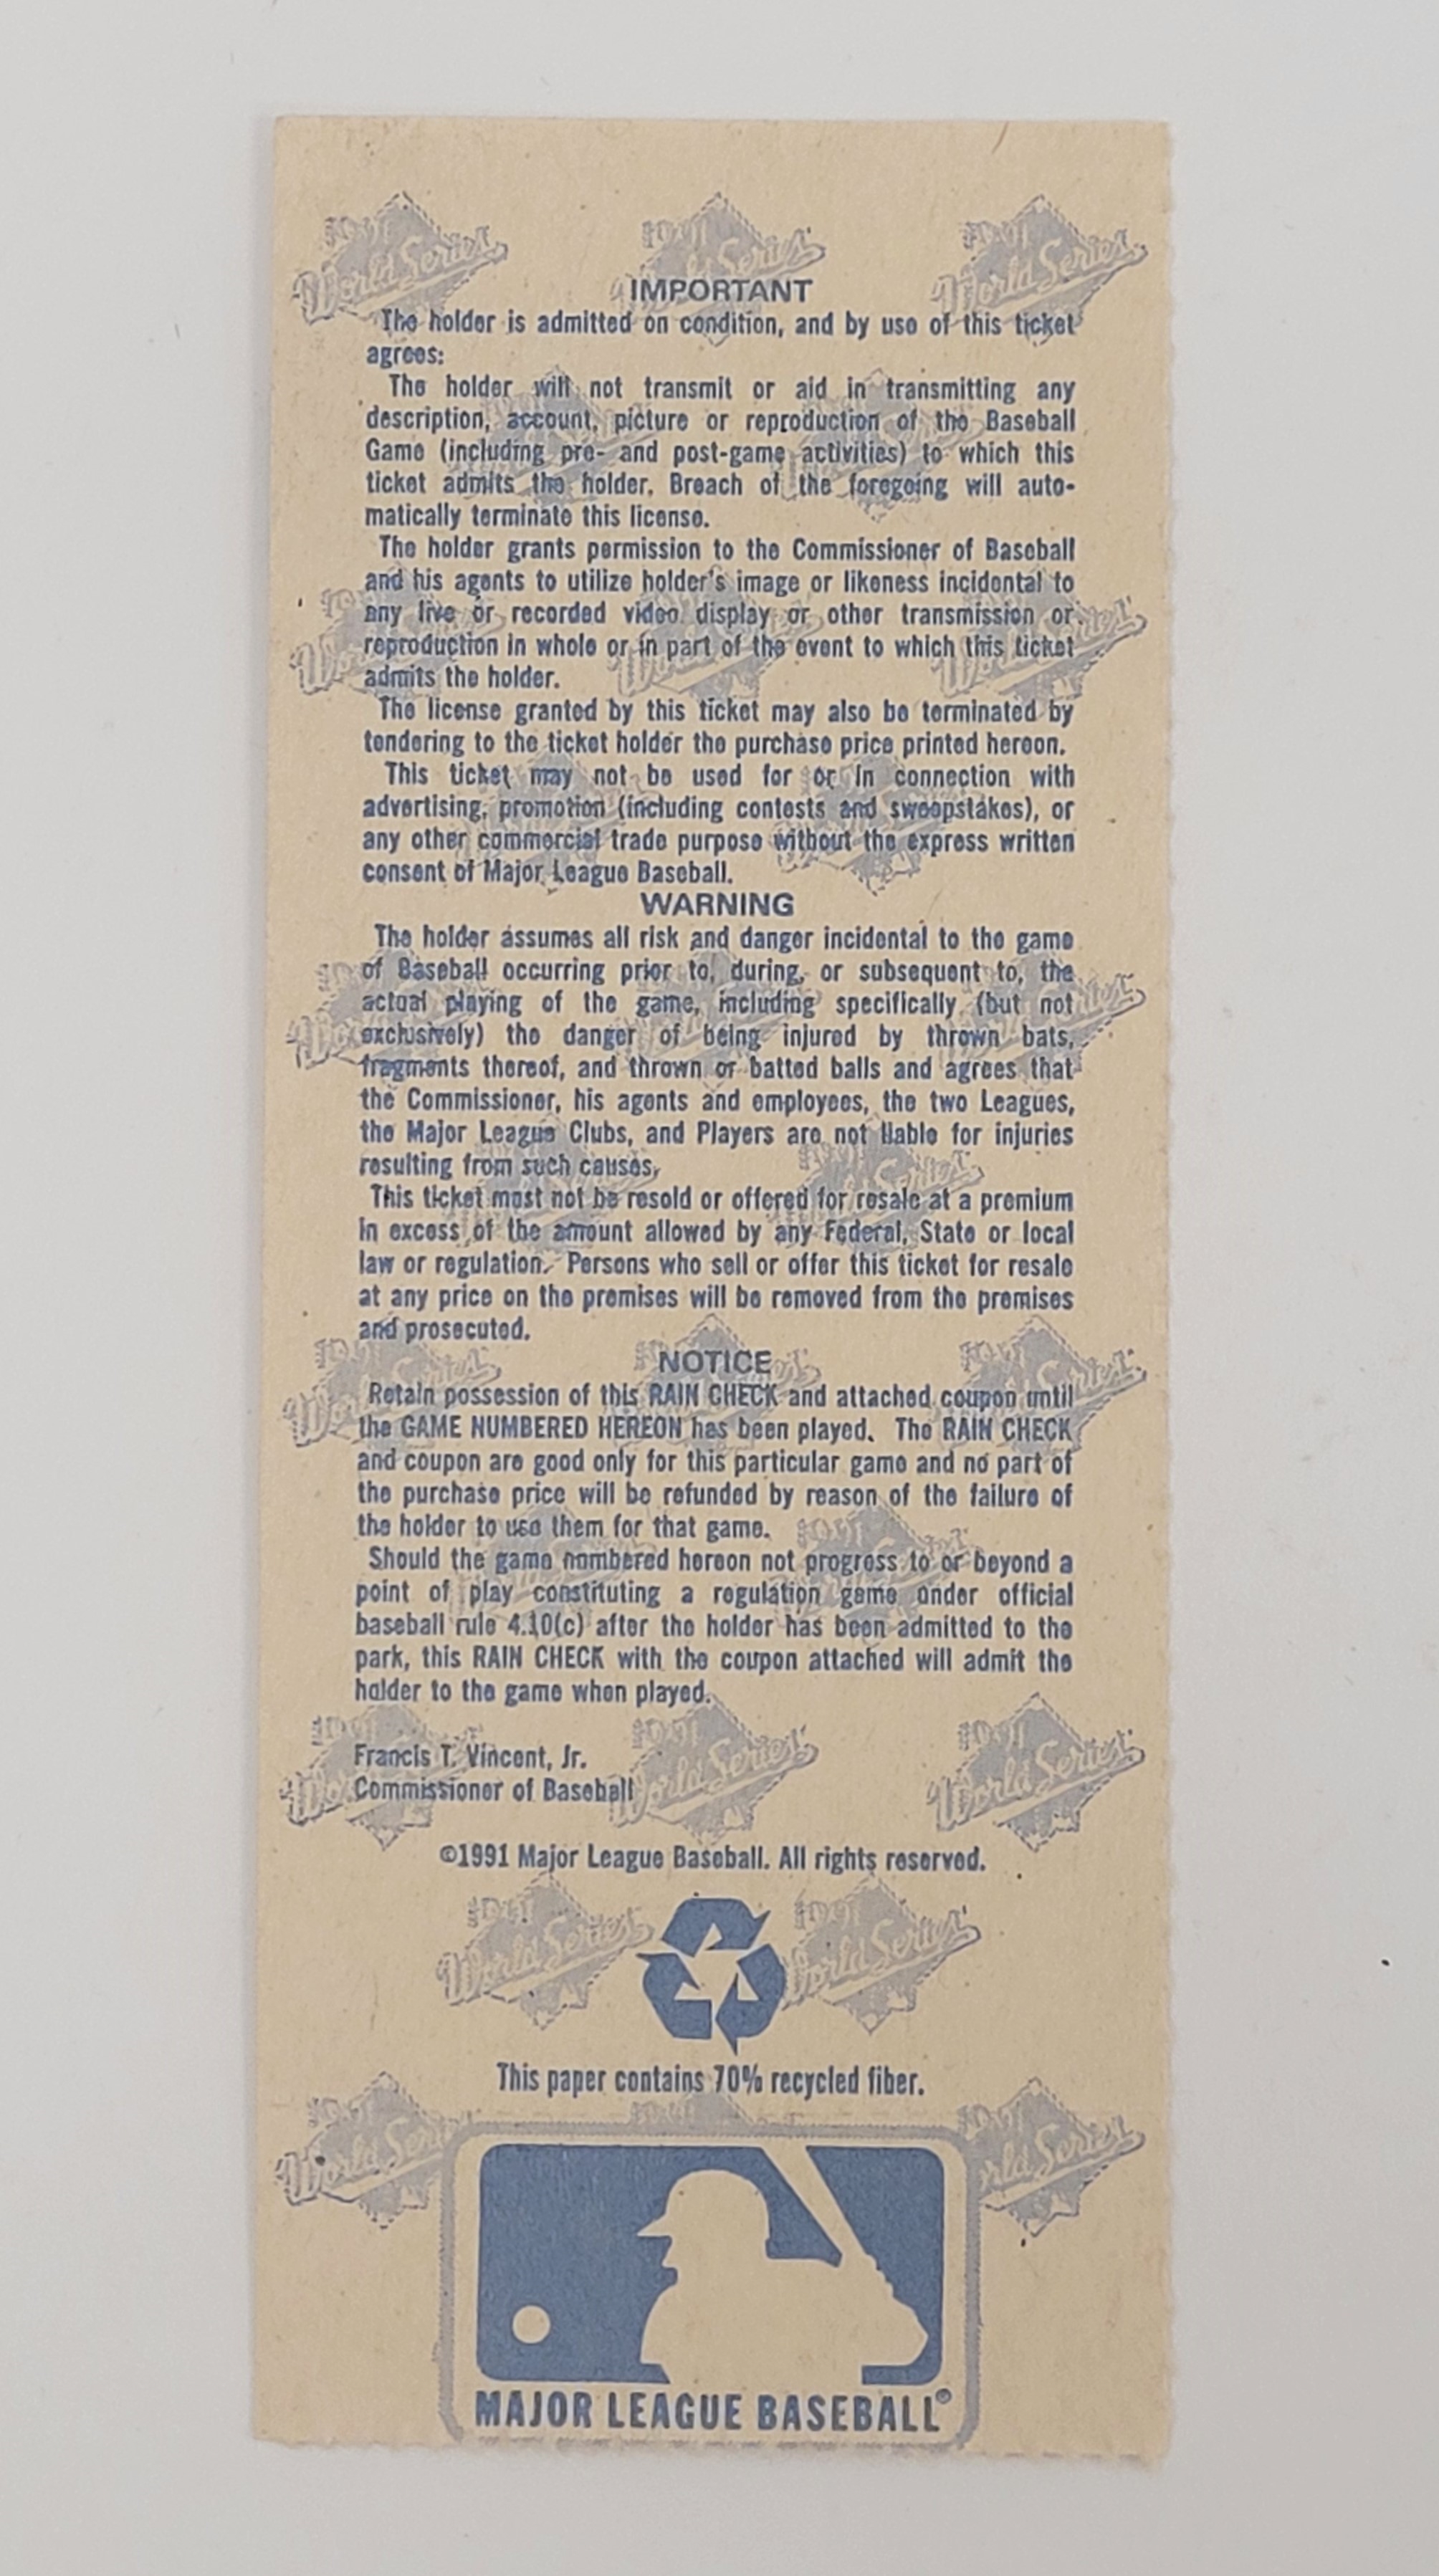 1991
World Series
IMPORTANT
The holder is admitted on condition, and by use of this ticket
agrees:
The holder will not transmit or aid in transmitting any
description, account, picture or reproduction of the Baseball
Game (including pre- and post-game activities) to which this
ticket admits the holder. Breach of the foregoing will auto-
matically terminate this license.
The holder grants permission to the Commissioner of Baseball
and his agents to utilize holder's image or likeness incidental to
any live or recorded video display or other transmission or
reproduction in whole or in part of the event to which this ticket
admits the holder.
The license granted by this ticket may also be terminated by
tendering to the ticket holder the purchase price printed hereon.
This ticket may not be used for or in connection with
advertising, promotion (including contests and sweepstakes), or
any other commercial trade purpose without the express written
consent of Major League Baseball.
WARNING
The holder assumes all risk and danger incidental to the game
of Baseball occurring prior to, during, or subsequent to, the
actual playing of the game, including specifically (but not
exclusively) the danger of being injured by thrown bats,
fragments thereof, and thrown or batted balls and agrees that
the Commissioner, his agents and employees, the two Leagues,
the Major League Clubs, and Players are not liable for injuries
resulting from such causes.
This ticket must not be resold or offered for resale at a premium
in excess of the amount allowed by any Federal, State or local
law or regulation. Persons who sell or offer this ticket for resale
at any price on the premises will be removed from the premises
and prosecuted.
NOTICE
Retain possession of this RAIN CHECK and attached coupon until
the GAME NUMBERED HEREON has been played. The RAIN CHECK
and coupon are good only for this particular game and no part of
the purchase price will be refunded by reason of the failure of
the holder to use them for that game.
Should the game numbered hereon not progress to or beyond a
point of play constituting a regulation game under official
baseball rule 4.10(c) after the holder has been admitted to the
park, this RAIN CHECK with the coupon attached will admit the
holder to the game when played.
Francis T. Vincent, Jr.
Commissioner of Baseball
©1991 Major League Baseball. All rights reserved.
This paper contains 70% recycled fiber.
MAJOR LEAGUE BASEBALL®